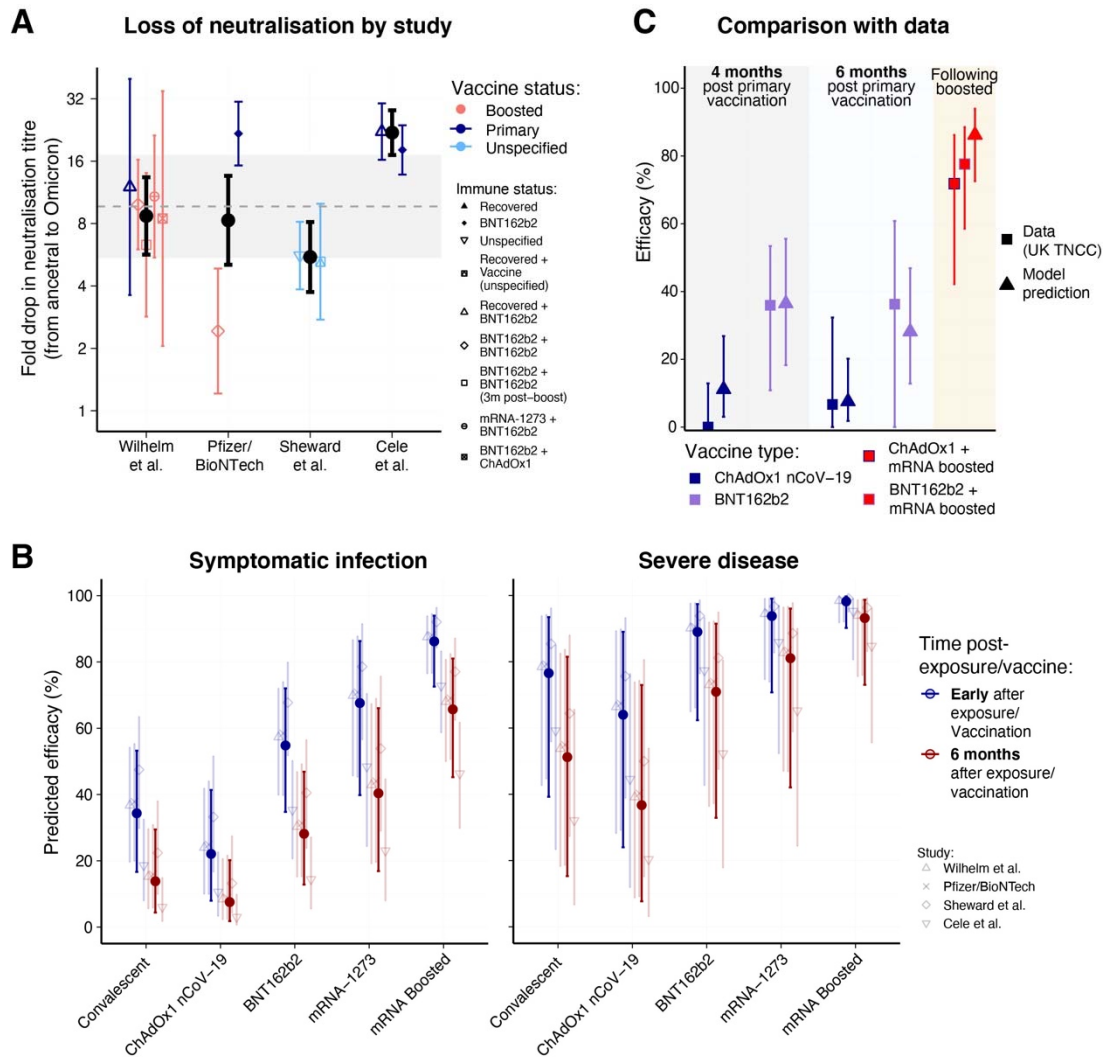 A
Loss of neutralisation by study
Fold drop in neutralisation titre
(from ancestral to Omicron)
32
16
8
4
2
1
Wilhelm
et al.
Pfizer/
BioNTech
Sheward
et al.
Cele
et al.
Vaccine status:
Boosted
Primary
Unspecified
Immune status:
Recovered
BNT162b2
Unspecified
Recovered +
Vaccine
(unspecified)
Recovered +
BNT162b2
BNT162b2 +
BNT162b2
BNT162b2 +
BNT162b2
(3m post−boost)
mRNA−1273 +
BNT162b2
BNT162b2 +
ChAdOx1
C
Comparison with data
4 months
post primary
vaccination
6 months
post primary
vaccination
Following
boosted
Efficacy (%)
100
80
60
40
20
0
Data
(UK TNCC)
Model
prediction
Vaccine type:
ChAdOx1 nCoV−19
BNT162b2
ChAdOx1 +
mRNA boosted
BNT162b2 +
mRNA boosted
B
Symptomatic infection
Severe disease
Predicted efficacy (%)
100
80
60
40
20
0
Convalescent
ChAdOx1 nCoV−19
BNT162b2
mRNA−1273
mRNA Boosted
Convalescent
ChAdOx1 nCoV−19
BNT162b2
mRNA−1273
mRNA Boosted
Time post-
exposure/vaccine:
Early after
exposure/
Vaccination
6 months
after exposure/
vaccination
Study:
Wilhelm et al.
Pfizer/BioNTech
Sheward et al.
Cele et al.